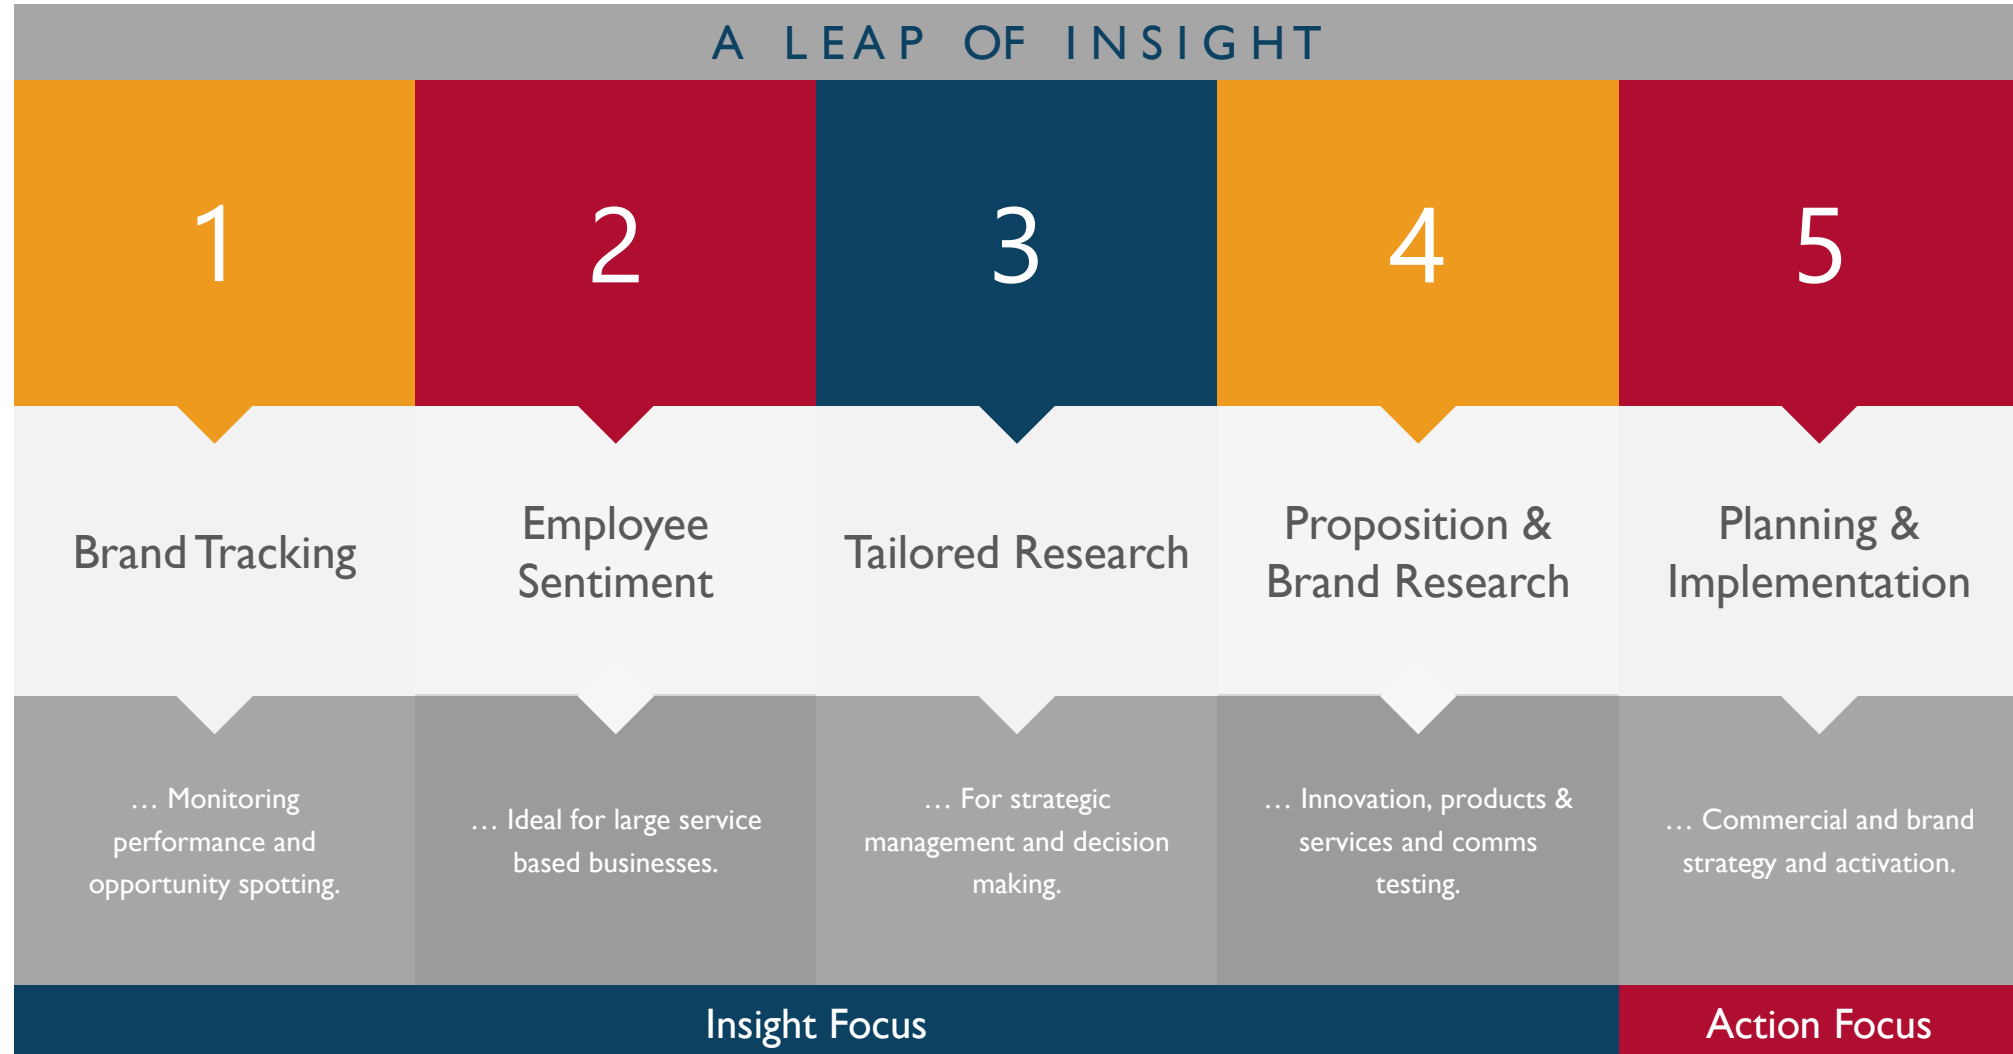 A LEAP OF INSIGHT
1
2
3
4
5
Brand Tracking
Employee
Sentiment
Tailored Research
Proposition &
Brand Research
Planning &
Implementation
… Monitoring
performance and
opportunity spotting.
… Ideal for large service
based businesses.
… For strategic
management and decision
making.
… Innovation, products &
services and comms
testing.
… Commercial and brand
strategy and activation.
Insight Focus
Action Focus